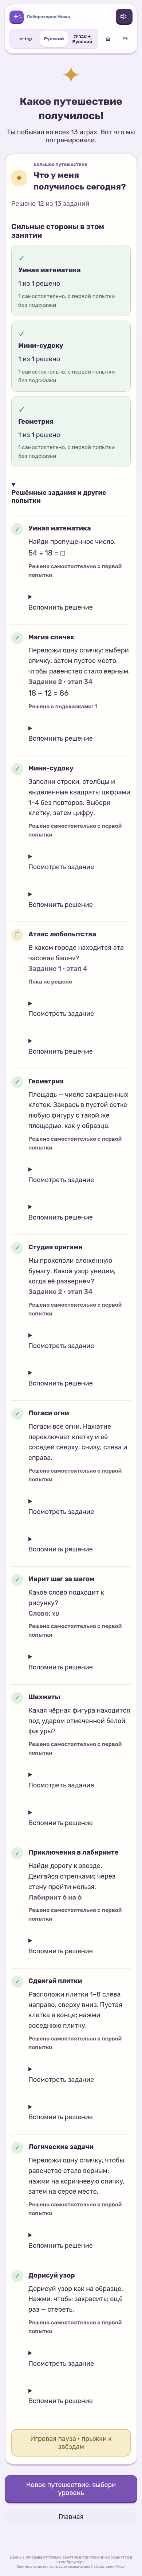 Лаборатория Миши
עברית
Русский
עברית +
Русский
Какое путешествие
получилось!
Ты побывал во всех 13 играх. Вот что мы
потренировали.
Большое путешествие
Что у меня
получилось сегодня?
Решено 12 из 13 заданий
Сильные стороны в этом
занятии
✓
Умная математика
1 из 1 решено
1 самостоятельно, с первой попытки
без подсказки
✓
Мини-судоку
1 из 1 решено
1 самостоятельно, с первой попытки
без подсказки
✓
Геометрия
1 из 1 решено
1 самостоятельно, с первой попытки
без подсказки
▼
Решённые задания и другие
попытки
✓ Умная математика
Найди пропущенное число.
54 ÷ 18 = □
Решено самостоятельно с первой
попытки
▶
Вспомнить решение
✓ Магия спичек
Переложи одну спичку: выбери
спичку, затем пустое место,
чтобы равенство стало верным.
Задание 2 • этап 34
18 − 12 = 86
Решено с подсказками: 1
▶
Вспомнить решение
✓ Мини-судоку
Заполни строки, столбцы и
выделенные квадраты цифрами
1–4 без повторов. Выбери
клетку, затем цифру.
Решено самостоятельно с первой
попытки
▶
Посмотреть задание
▶
Вспомнить решение
Атлас любопытства
В каком городе находится эта
часовая башня?
Задание 1 • этап 4
Пока не решено
▶
Посмотреть задание
▶
Вспомнить решение
✓ Геометрия
Площадь — число закрашенных
клеток. Закрась в пустой сетке
любую фигуру с такой же
площадью, как у образца.
Решено самостоятельно с первой
попытки
▶
Посмотреть задание
▶
Вспомнить решение
✓ Студия оригами
Мы прокололи сложенную
бумагу. Какой узор увидим,
когда её развернём?
Задание 2 • этап 34
Решено самостоятельно с первой
попытки
▶
Посмотреть задание
▶
Вспомнить решение
✓ Погаси огни
Погаси все огни. Нажатие
переключает клетку и её
соседей сверху, снизу, слева и
справа.
Решено самостоятельно с первой
попытки
▶
Посмотреть задание
▶
Вспомнить решение
✓ Иврит шаг за шагом
Какое слово подходит к
рисунку?
Слово: עץ
Решено самостоятельно с первой
попытки
▶
Вспомнить решение
✓ Шахматы
Какая чёрная фигура находится
под ударом отмеченной белой
фигуры?
Решено самостоятельно с первой
попытки
▶
Посмотреть задание
▶
Вспомнить решение
✓ Приключения в лабиринте
Найди дорогу к звезде.
Двигайся стрелками; через
стену пройти нельзя.
Лабиринт 6 на 6
Решено самостоятельно с первой
попытки
▶
Вспомнить решение
✓ Сдвигай плитки
Расположи плитки 1–8 слева
направо, сверху вниз. Пустая
клетка в конце; нажми
соседнюю плитку.
Решено самостоятельно с первой
попытки
▶
Посмотреть задание
▶
Вспомнить решение
✓ Логические задачи
Переложи одну спичку, чтобы
равенство стало верным:
нажми на коричневую спичку,
затем на серое место.
Решено самостоятельно с первой
попытки
▶
Вспомнить решение
✓ Дорисуй узор
Дорисуй узор как на образце.
Нажми, чтобы закрасить; ещё
раз — стереть.
Решено самостоятельно с первой
попытки
▶
Посмотреть задание
▶
Вспомнить решение
Игровая пауза · прыжки к
звёздам
Новое путешествие: выбери
уровень
Главная